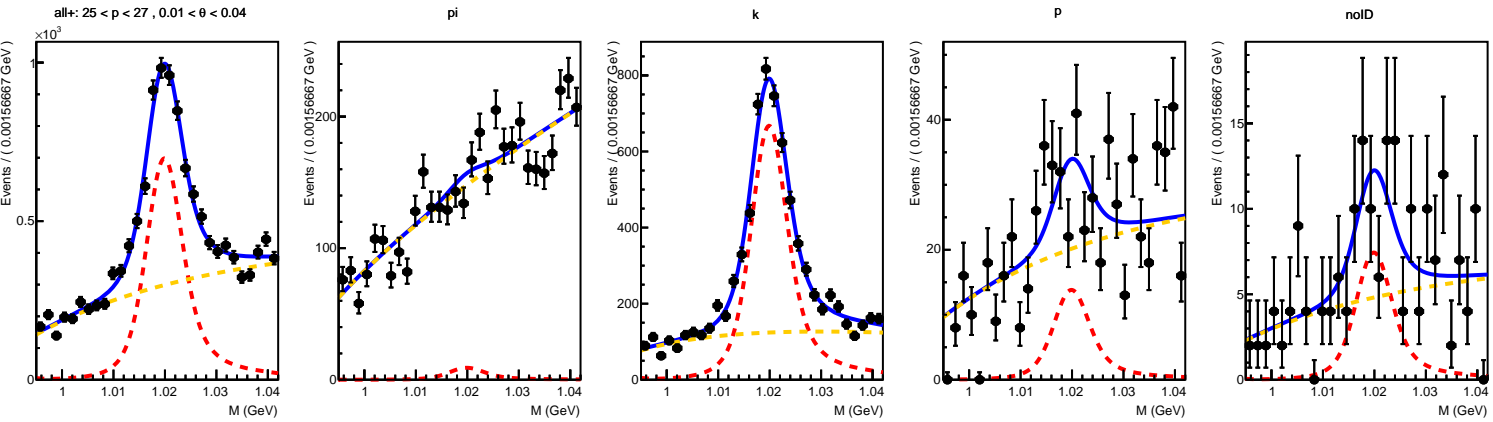 all+: 25 < p < 27 , 0.01 < θ < 0.04
×10³
Events / ( 0.00156667 GeV )
1
0.5
0
1 1.01 1.02 1.03 1.04
M (GeV)
pi
Events / ( 0.00156667 GeV )
200
100
0
1 1.01 1.02 1.03 1.04
M (GeV)
k
Events / ( 0.00156667 GeV )
800
600
400
200
0
1 1.01 1.02 1.03 1.04
M (GeV)
p
Events / ( 0.00156667 GeV )
40
20
0
1 1.01 1.02 1.03 1.04
M (GeV)
noID
Events / ( 0.00156667 GeV )
15
10
5
0
1 1.01 1.02 1.03 1.04
M (GeV)